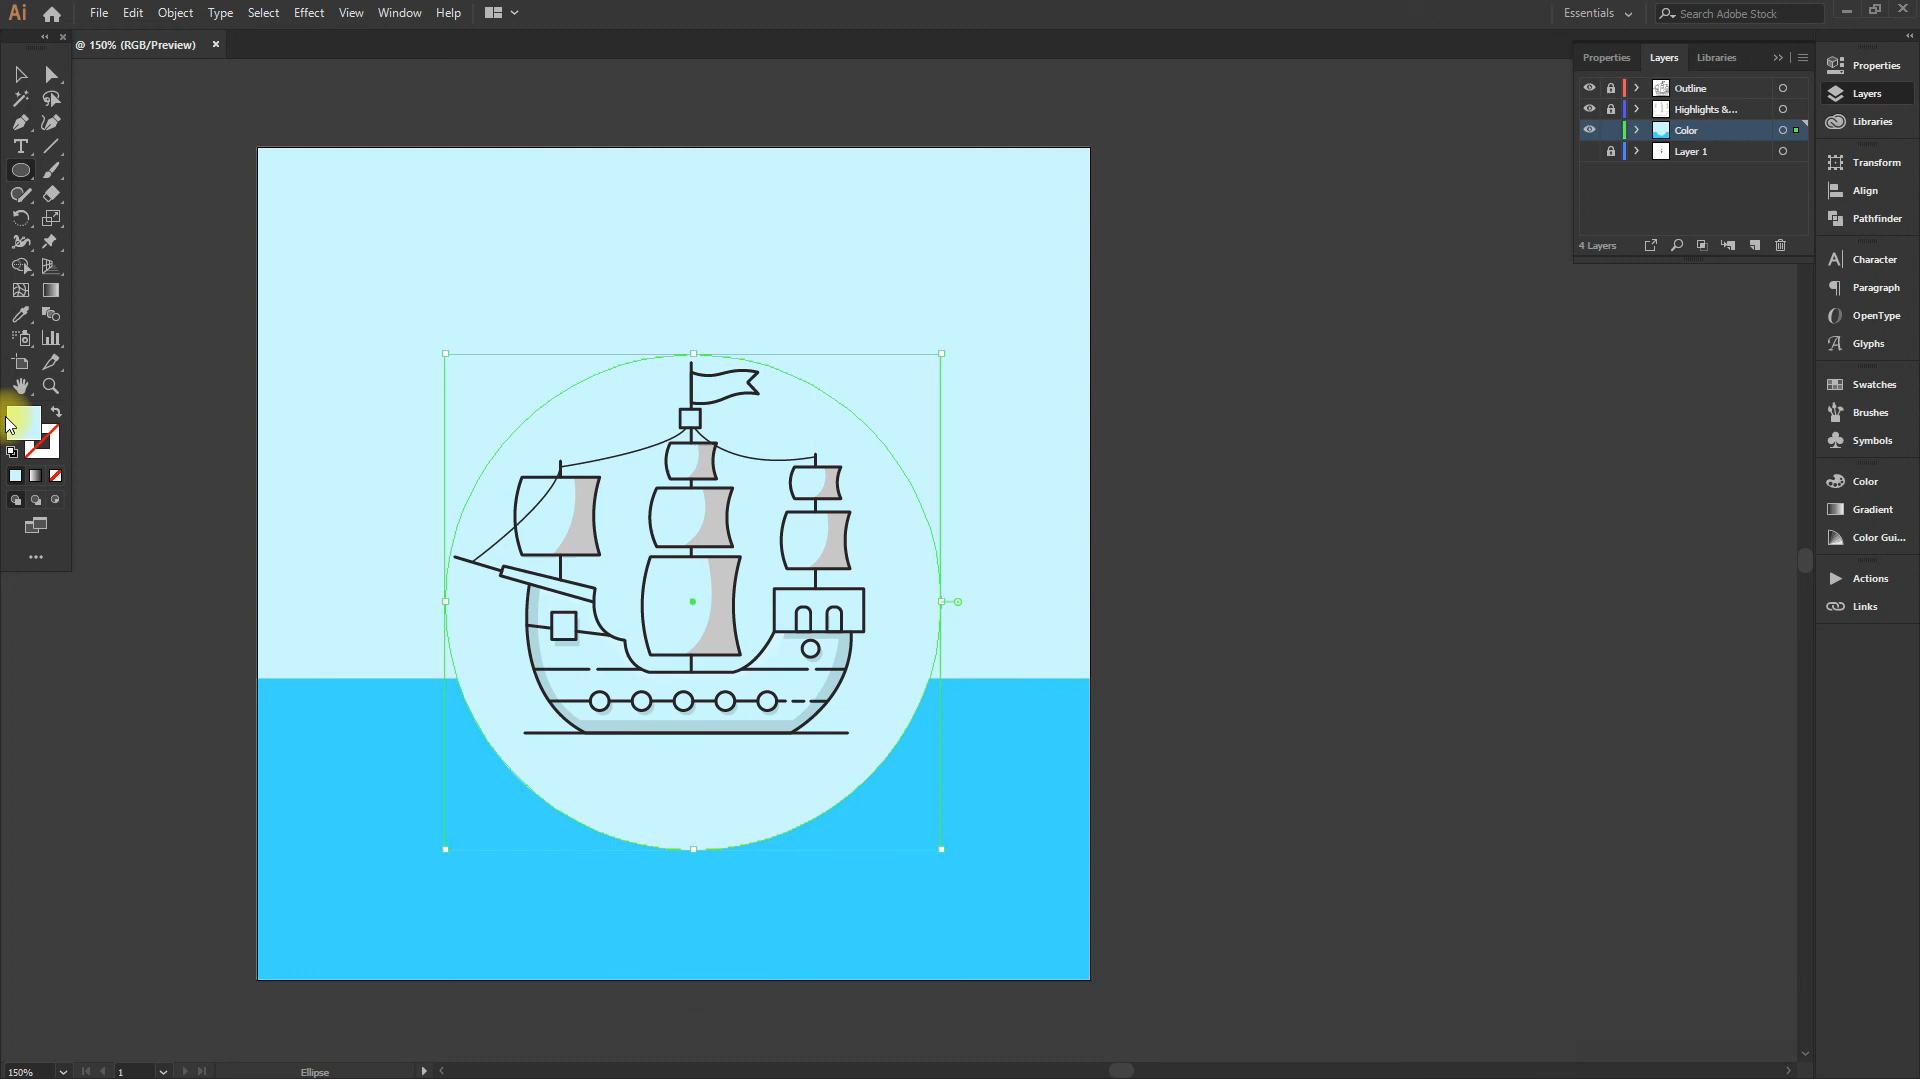 Ai File Edit Object Type Select Effect View Window Help Essentials Search Adobe Stock
@ 150% (RGB/Preview) ×
Properties Layers Libraries
Outline
Highlights &...
Color
Layer 1
4 Layers
Properties
Layers
Libraries
Transform
Align
Pathfinder
Character
Paragraph
OpenType
Glyphs
Swatches
Brushes
Symbols
Color
Gradient
Color Gui...
Actions
Links
150% 1 Ellipse